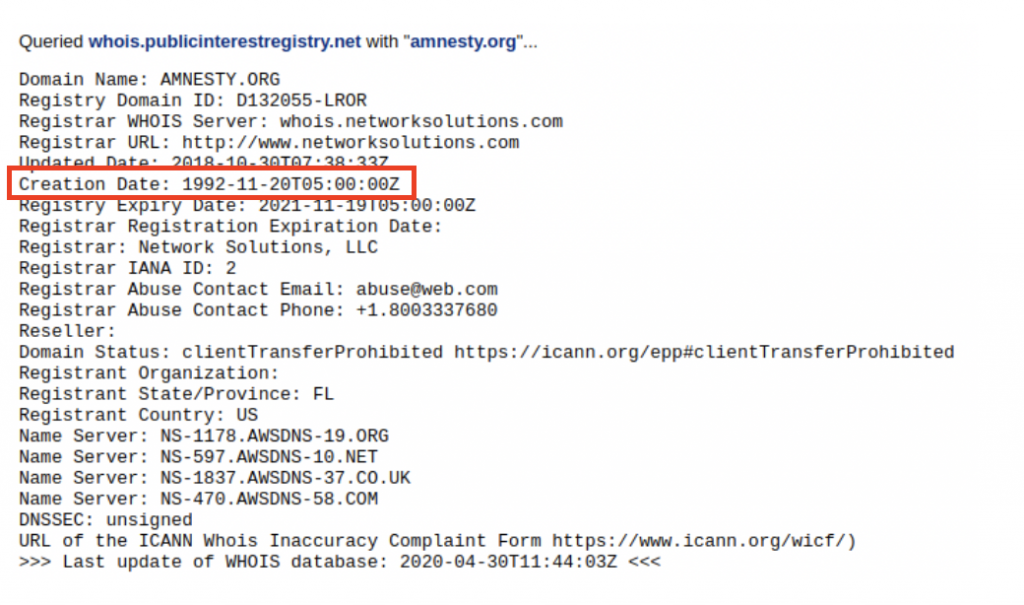 Queried whois.publicinterestregistry.net with "amnesty.org"...
Domain Name: AMNESTY.ORG
Registry Domain ID: D132055-LROR
Registrar WHOIS Server: whois.networksolutions.com
Registrar URL: http://www.networksolutions.com
Updated Date: 2018-10-30T07:38:33Z
Creation Date: 1992-11-20T05:00:00Z
Registry Expiry Date: 2021-11-19T05:00:00Z
Registrar Registration Expiration Date:
Registrar: Network Solutions, LLC
Registrar IANA ID: 2
Registrar Abuse Contact Email: abuse@web.com
Registrar Abuse Contact Phone: +1.8003337680
Reseller:
Domain Status: clientTransferProhibited https://icann.org/epp#clientTransferProhibited
Registrant Organization:
Registrant State/Province: FL
Registrant Country: US
Name Server: NS-1178.AWSDNS-19.ORG
Name Server: NS-597.AWSDNS-10.NET
Name Server: NS-1837.AWSDNS-37.CO.UK
Name Server: NS-470.AWSDNS-58.COM
DNSSEC: unsigned
URL of the ICANN Whois Inaccuracy Complaint Form https://www.icann.org/wicf/)
>>> Last update of WHOIS database: 2020-04-30T11:44:03Z <<<